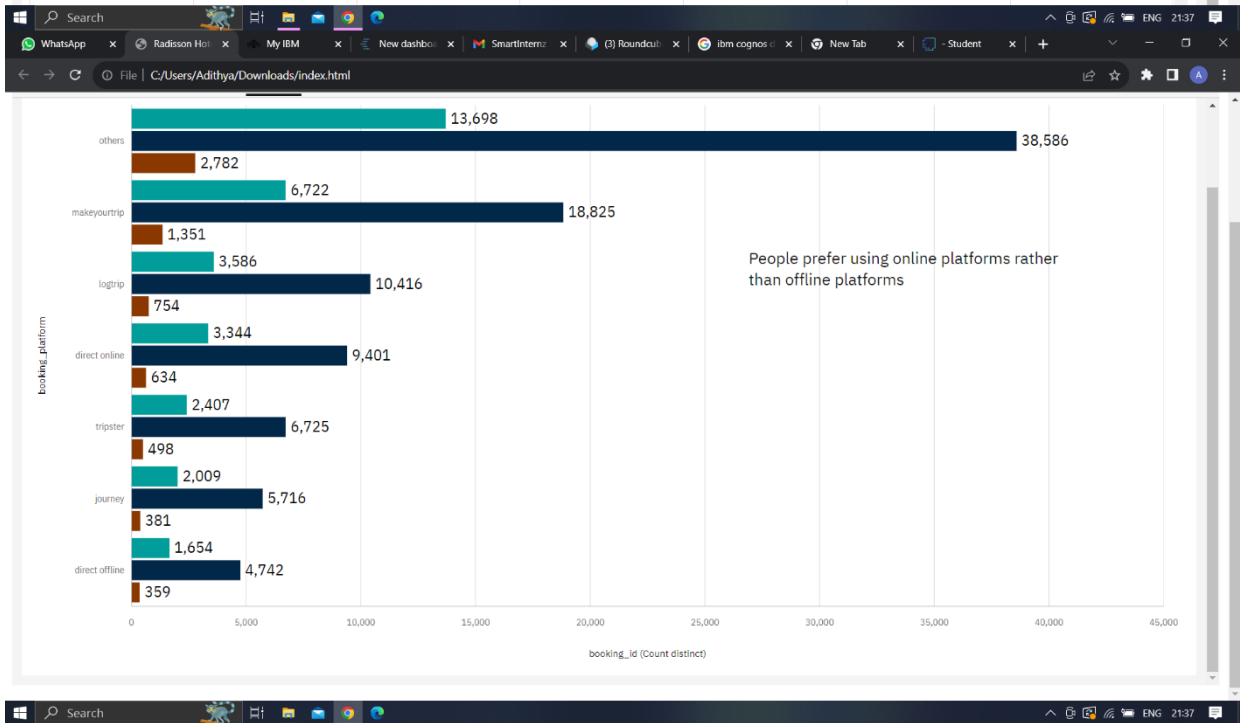 Search
ENG 21:37
WhatsApp
Radisson Hot
My IBM
New dashboa
SmartInternz
(3) Roundcub
ibm cognos d
New Tab
- Student
File | C:/Users/Adithya/Downloads/index.html
A
13,698
others
38,586
2,782
6,722
makeyourtrip
18,825
1,351
3,586
logtrip
10,416
754
3,344
direct online
9,401
634
2,407
tripster
6,725
498
2,009
journey
5,716
381
1,654
direct offline
4,742
359
booking_platform
People prefer using online platforms rather
than offline platforms
0 5,000 10,000 15,000 20,000 25,000 30,000 35,000 40,000 45,000
booking_id (Count distinct)
Search
ENG 21:37